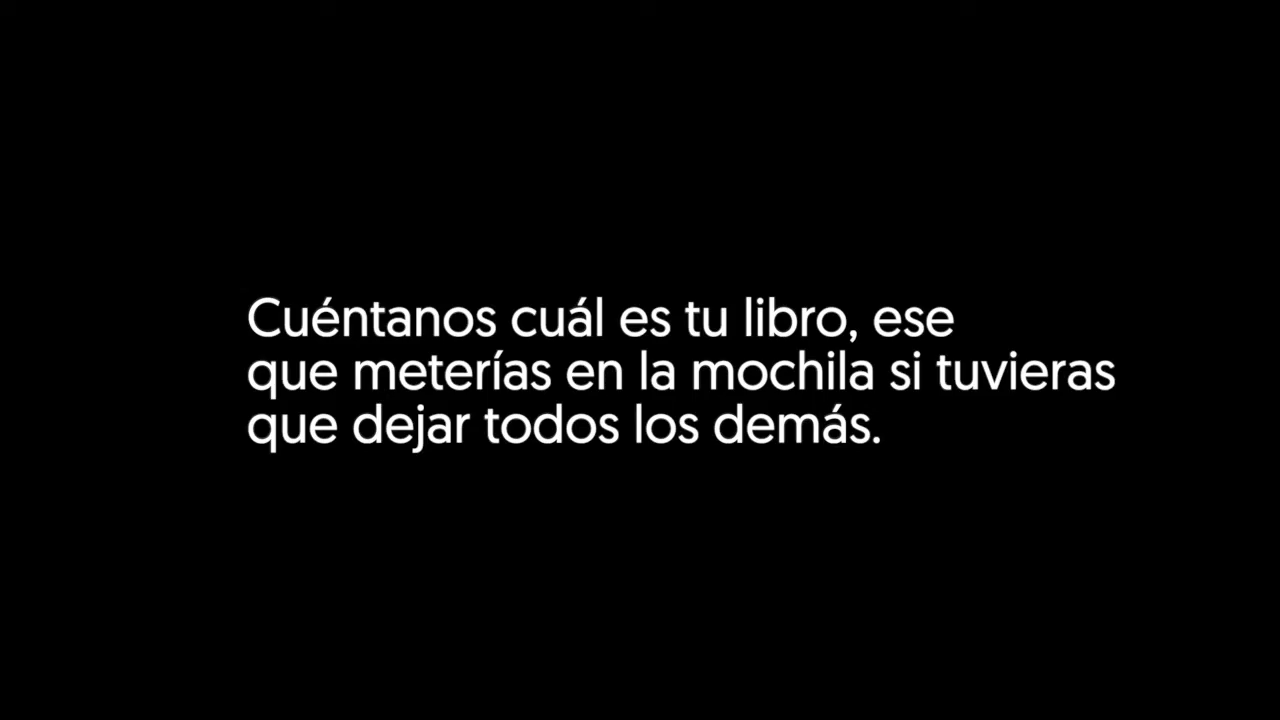 Cuéntanos cuál es tu libro, ese
que meterías en la mochila si tuvieras
que dejar todos los demás.